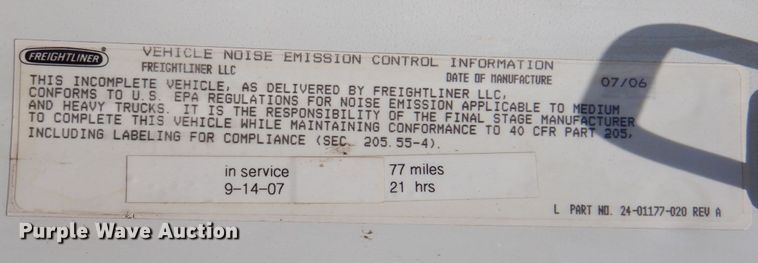 FREIGHTLINER
VEHICLE NOISE EMISSION CONTROL INFORMATION
FREIGHTLINER LLC
DATE OF MANUFACTURE 07/06
THIS INCOMPLETE VEHICLE, AS DELIVERED BY FREIGHTLINER LLC,
CONFORMS TO U.S. EPA REGULATIONS FOR NOISE EMISSION APPLICABLE TO MEDIUM
AND HEAVY TRUCKS. IT IS THE RESPONSIBILITY OF THE FINAL STAGE MANUFACTURER
TO COMPLETE THIS VEHICLE WHILE MAINTAINING CONFORMANCE TO 40 CFR PART 205,
INCLUDING LABELING FOR COMPLIANCE (SEC. 205.55-4).
in service 77 miles
9-14-07 21 hrs
L PART NO. 24-01177-020 REV A
Purple Wave Auction